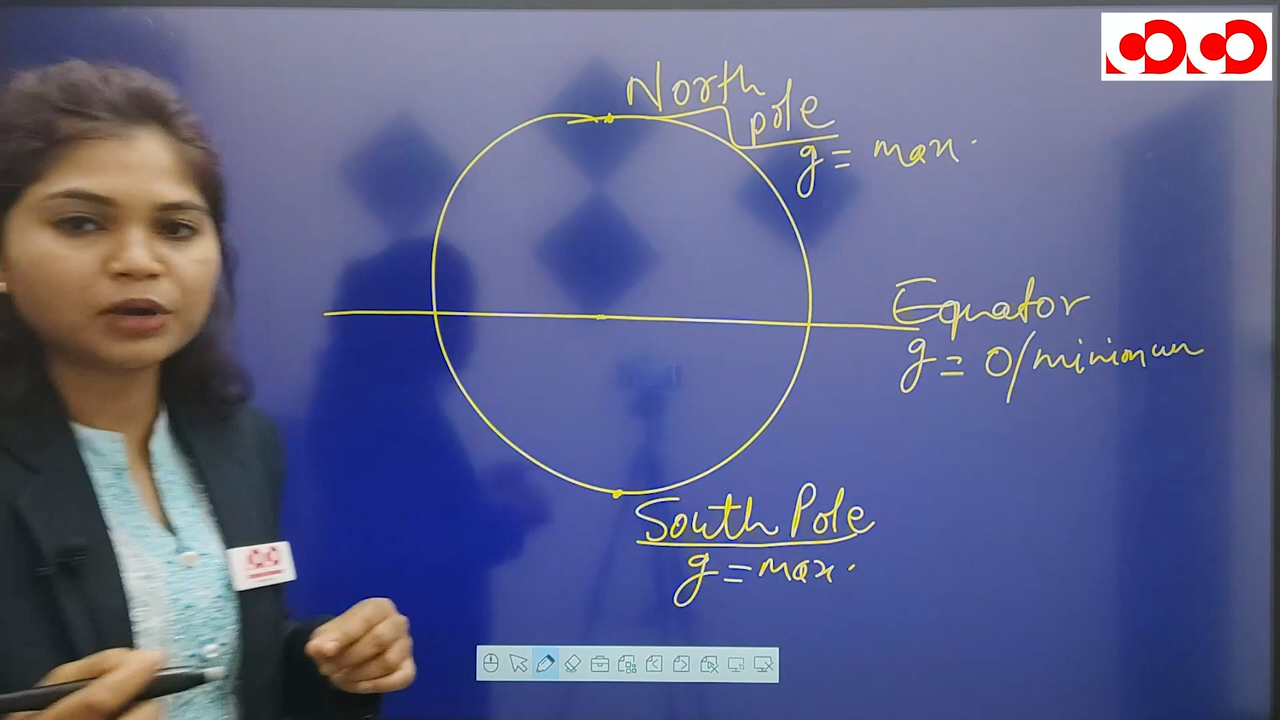 North
pole
g = max.
Equator
g = 0/minimum
South Pole
g = max.